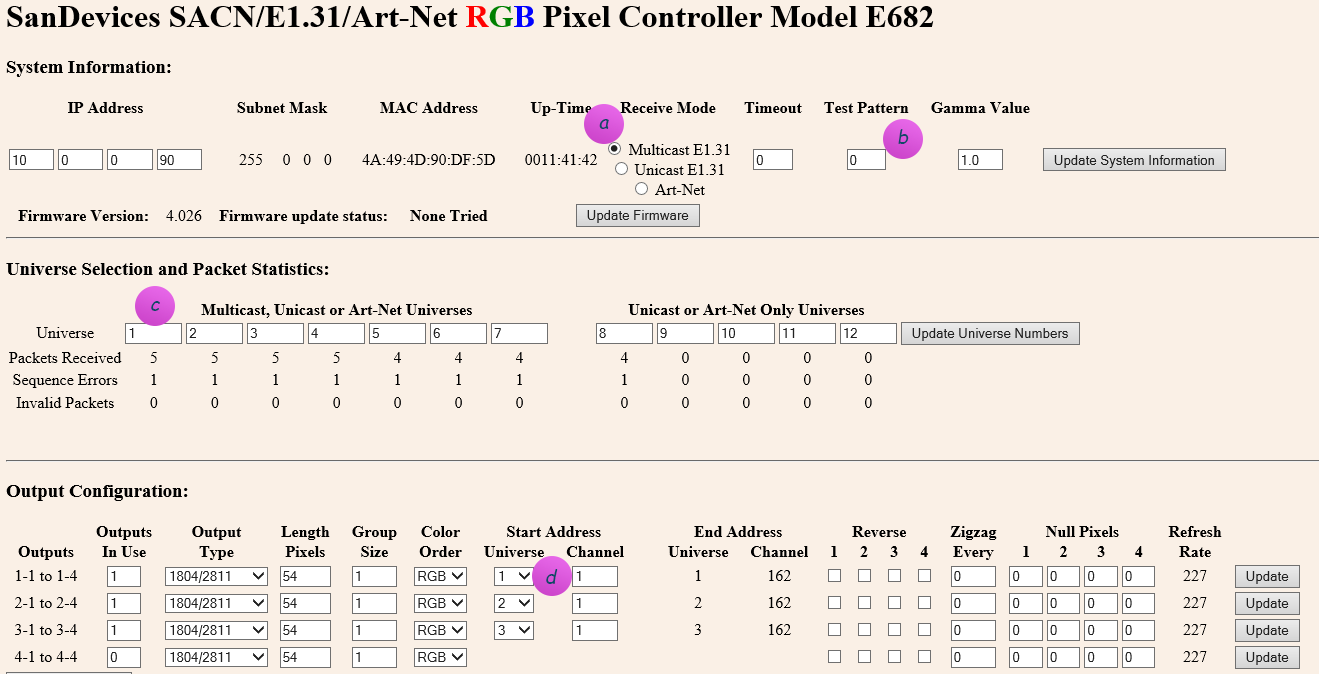 SanDevices SACN/E1.31/Art-Net RGB Pixel Controller Model E682
System Information:
IP Address Subnet Mask MAC Address Up-Time Receive Mode Timeout Test Pattern Gamma Value
a
b
10 0 0 90 255 0 0 0 4A:49:4D:90:DF:5D 0011:41:42 Multicast E1.31 0 0 1.0 Update System Information
Unicast E1.31
Art-Net
Firmware Version: 4.026 Firmware update status: None Tried Update Firmware
Universe Selection and Packet Statistics:
c Multicast, Unicast or Art-Net Universes Unicast or Art-Net Only Universes
Universe 1 2 3 4 5 6 7 8 9 10 11 12 Update Universe Numbers
Packets Received 5 5 5 5 4 4 4 4 0 0 0 0
Sequence Errors 1 1 1 1 1 1 1 1 0 0 0 0
Invalid Packets 0 0 0 0 0 0 0 0 0 0 0 0
Output Configuration:
Outputs Output Length Group Color Start Address End Address Reverse Zigzag Null Pixels Refresh
Outputs In Use Type Pixels Size Order Universe Channel Universe Channel 1 2 3 4 Every 1 2 3 4 Rate
1-1 to 1-4 1 1804/2811 54 1 RGB 1 d 1 1 162 0 0 0 0 0 227 Update
2-1 to 2-4 1 1804/2811 54 1 RGB 2 1 2 162 0 0 0 0 0 227 Update
3-1 to 3-4 1 1804/2811 54 1 RGB 3 1 3 162 0 0 0 0 0 227 Update
4-1 to 4-4 0 1804/2811 54 1 RGB 0 0 0 0 0 227 Update